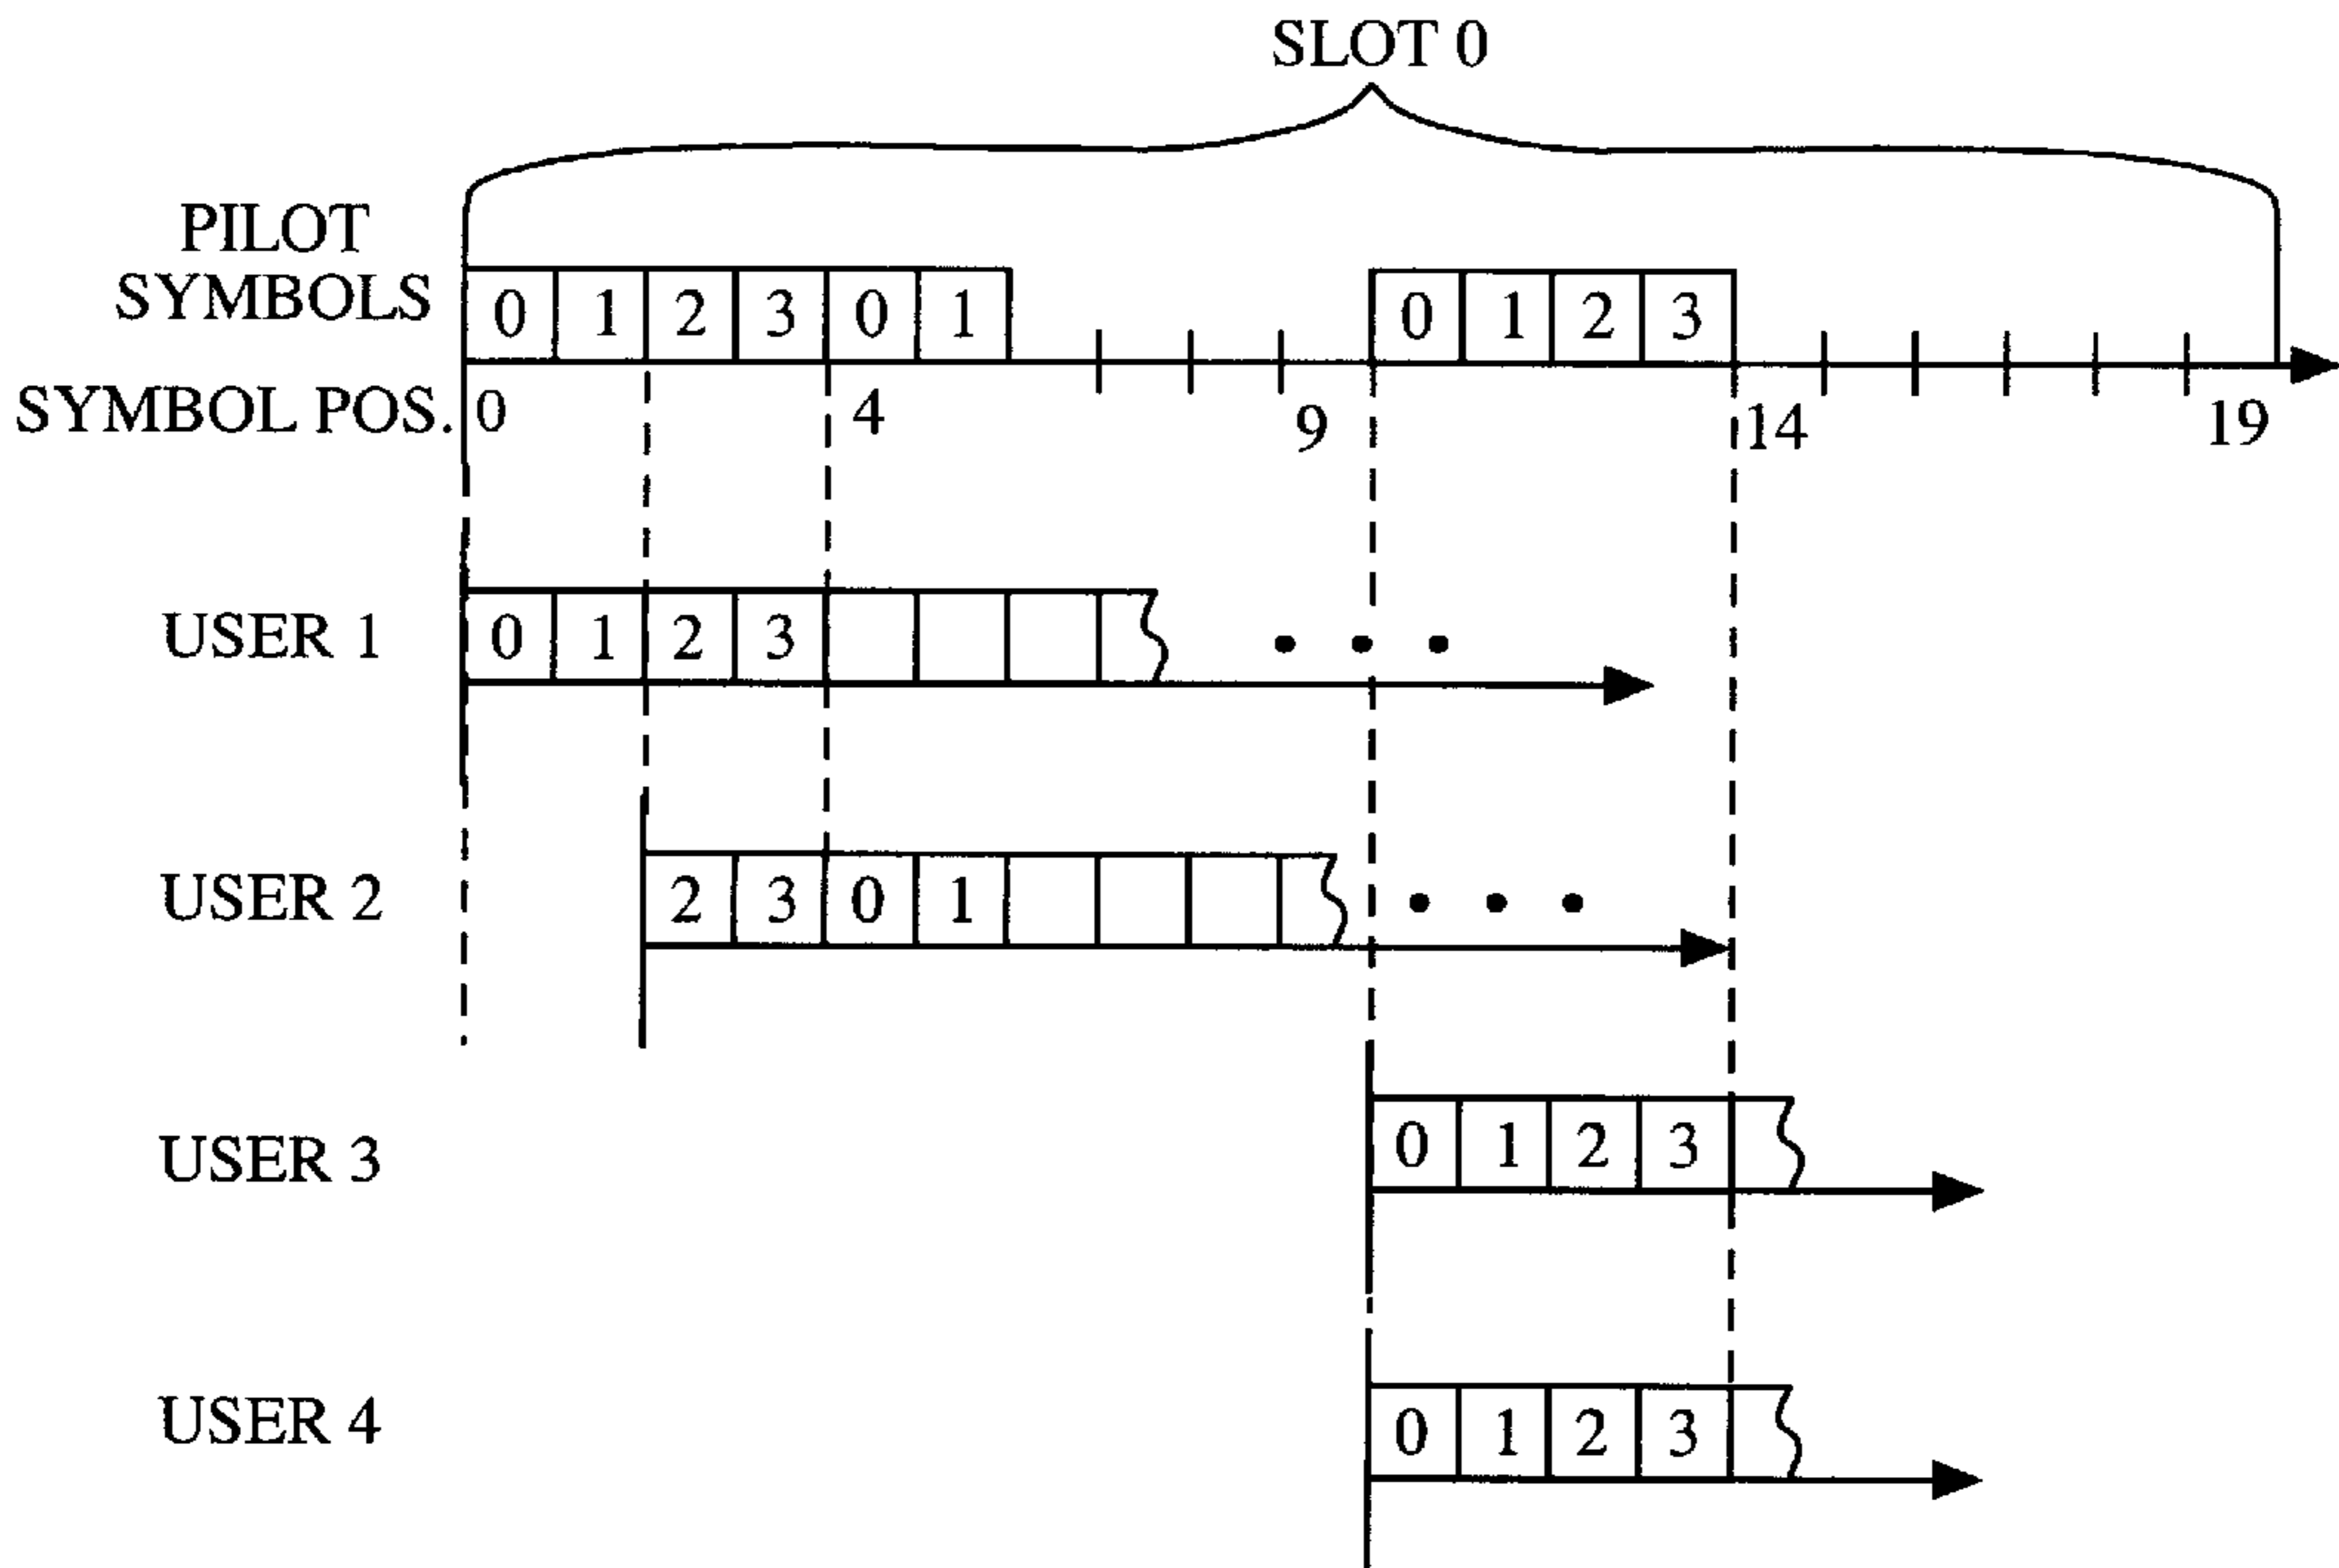 SLOT 0
PILOT
SYMBOLS 0 1 2 3 0 1 0 1 2 3
SYMBOL POS. 0 4 9 14 19
USER 1 0 1 2 3
USER 2 2 3 0 1
USER 3 0 1 2 3
USER 4 0 1 2 3